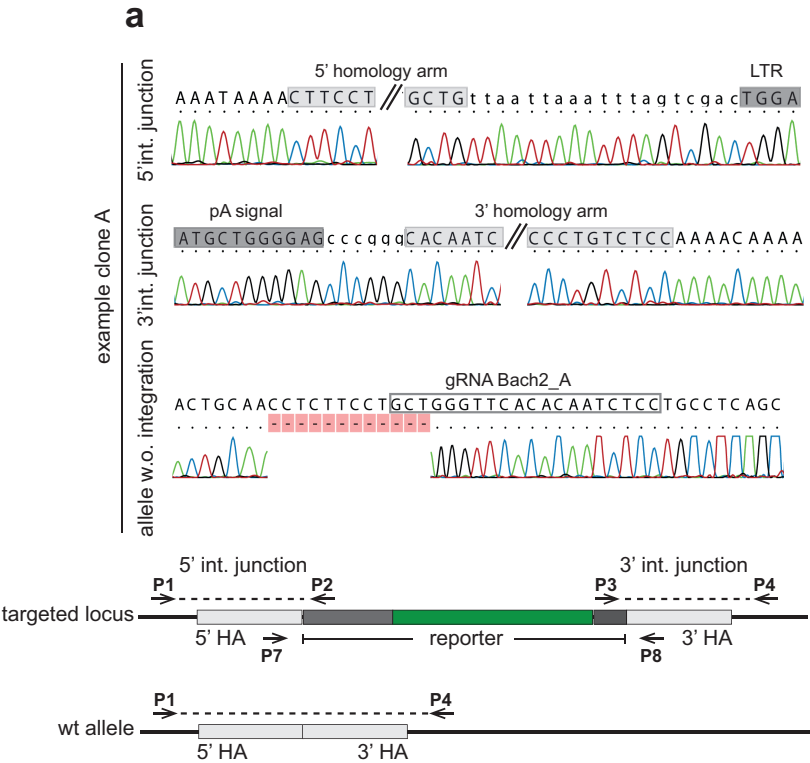 a
example clone A
5'int. junction
5' homology arm
LTR
AAATAAAACTTCCT // GCTGttaattaaatttagtcgacTGGA
3'int. junction
pA signal
3' homology arm
ATGCTGGGGAGcccgggCACAATC // CCCTGTCTCCAAAACAAAA
allele w.o. integration
gRNA Bach2_A
ACTGCAACCTCTTCCTGCTGGGTTCACACAATCTCCTGCCTCAGC
------------
5' int. junction
3' int. junction
P1
P2
P3
P4
targeted locus
5' HA
reporter
3' HA
P7
P8
P1
P4
wt allele
5' HA
3' HA